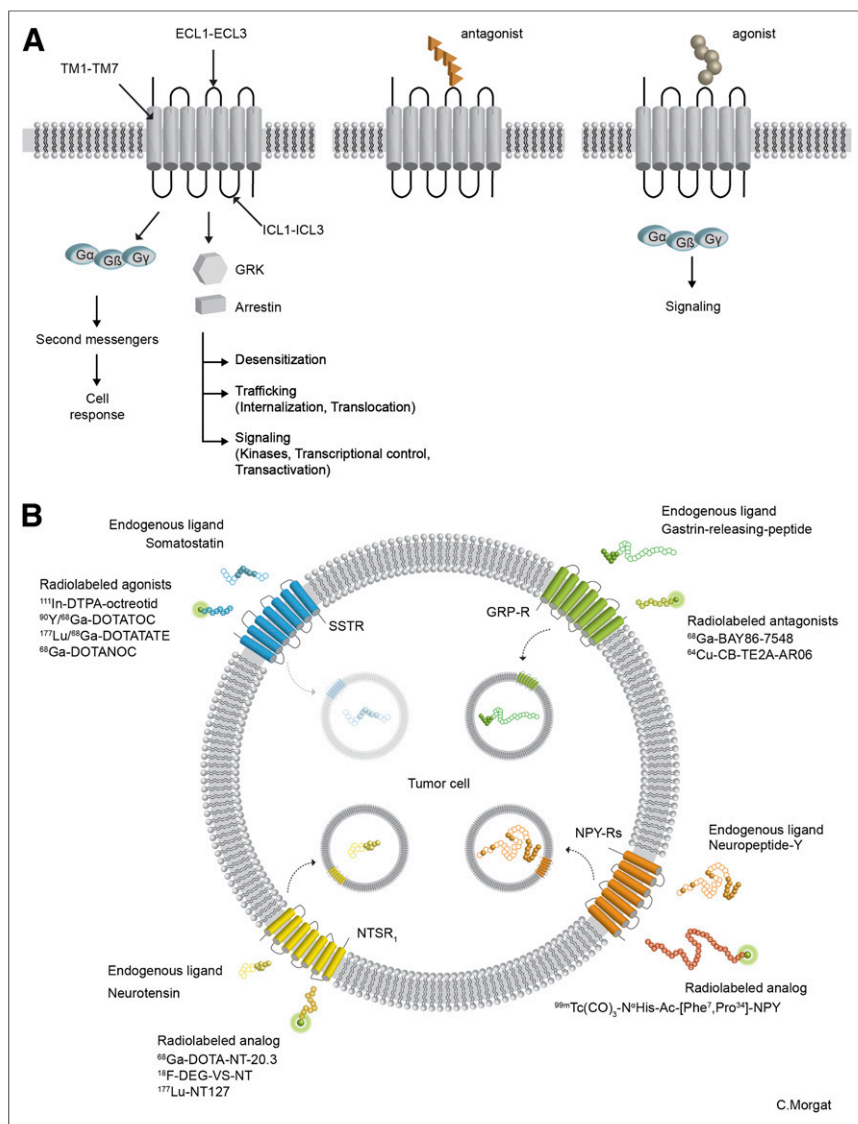 A
ECL1-ECL3
TM1-TM7
ICL1-ICL3
Gα Gß Gγ
GRK
Arrestin
Second messengers
Cell
response
Desensitization
Trafficking
(Internalization, Translocation)
Signaling
(Kinases, Transcriptional control,
Transactivation)
antagonist
agonist
Gα Gß Gγ
Signaling
B
Endogenous ligand
Somatostatin
Radiolabeled agonists
¹¹¹In-DTPA-octreotid
⁹⁰Y/⁶⁸Ga-DOTATOC
¹⁷⁷Lu/⁶⁸Ga-DOTATATE
⁶⁸Ga-DOTANOC
SSTR
Endogenous ligand
Gastrin-releasing-peptide
GRP-R
Radiolabeled antagonists
⁶⁸Ga-BAY86-7548
⁶⁴Cu-CB-TE2A-AR06
Tumor cell
NPY-Rs
Endogenous ligand
Neuropeptide-Y
Radiolabeled analog
⁹⁹ᵐTc(CO)₃-NᵅHis-Ac-[Phe⁷,Pro³⁴]-NPY
NTSR₁
Endogenous ligand
Neurotensin
Radiolabeled analog
⁶⁸Ga-DOTA-NT-20.3
¹⁸F-DEG-VS-NT
¹⁷⁷Lu-NT127
C.Morgat